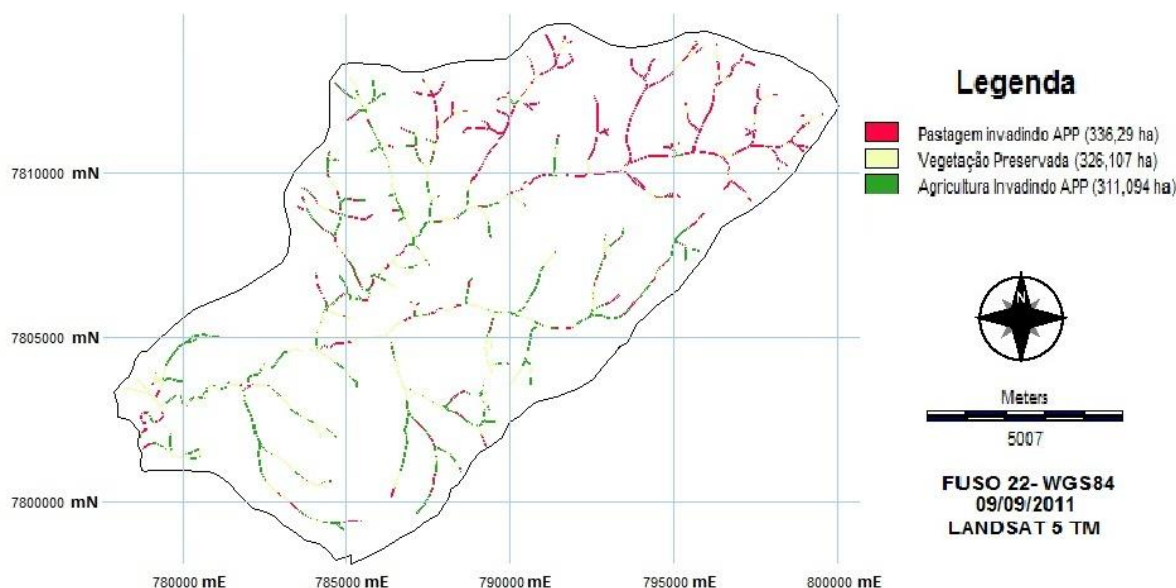 Legenda
Pastagem invadindo APP (336,29 ha)
Vegetação Preservada (326,107 ha)
Agricultura Invadindo APP (311,094 ha)
7810000 mN
N
7805000 mN
Meters
5007
FUSO 22- WGS84
09/09/2011
LANDSAT 5 TM
7800000 mN
780000 mE
785000 mE
790000 mE
795000 mE
800000 mE